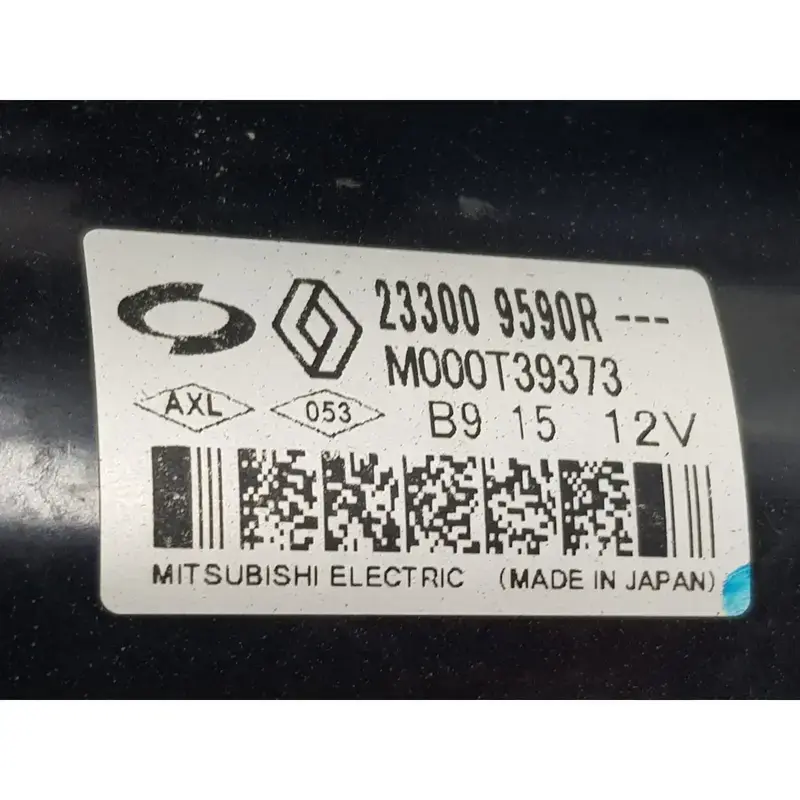 23300 9590R ---
M000T39373
AXL 053 B9 15 12V
MITSUBISHI ELECTRIC (MADE IN JAPAN)